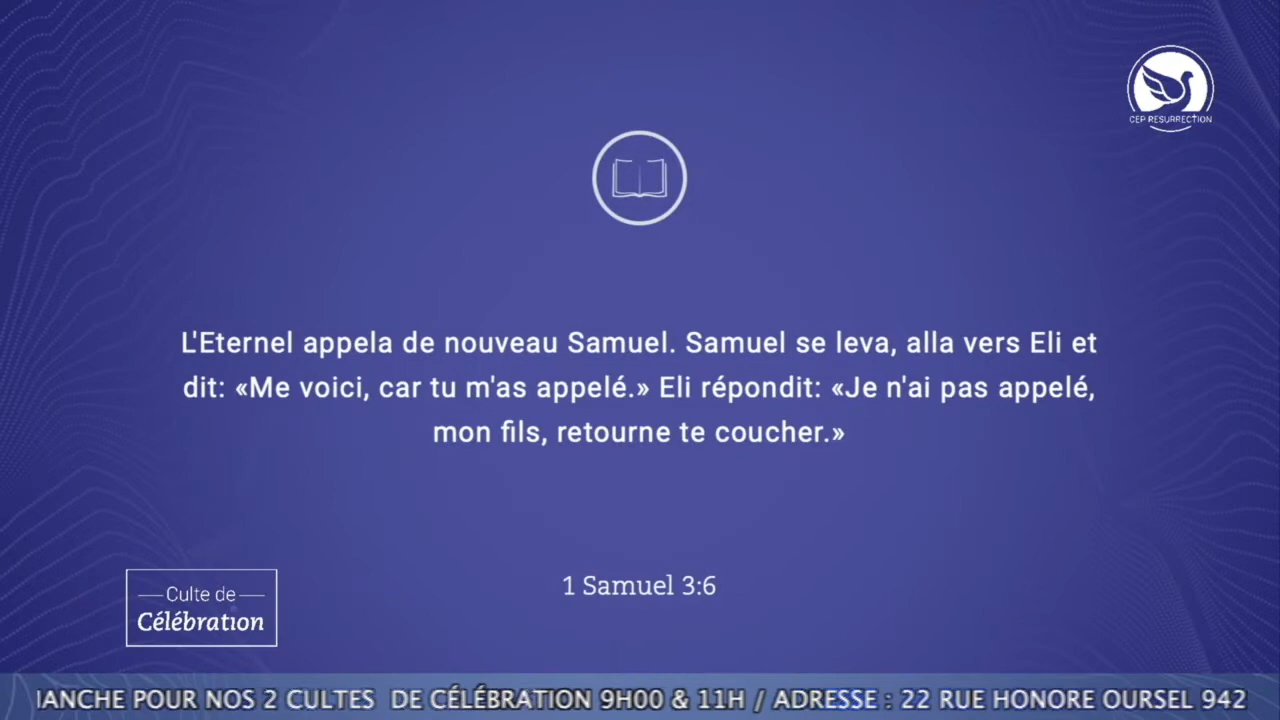 CEP RESURRECTION
L'Eternel appela de nouveau Samuel. Samuel se leva, alla vers Eli et
dit: «Me voici, car tu m'as appelé.» Eli répondit: «Je n'ai pas appelé,
mon fils, retourne te coucher.»
1 Samuel 3:6
Culte de
Célébration
POUR NOS 2 CULTES DE CÉLÉBRATION 9H00 & 11H / ADRESSE : 22 RUE HONORE OURSEL 942